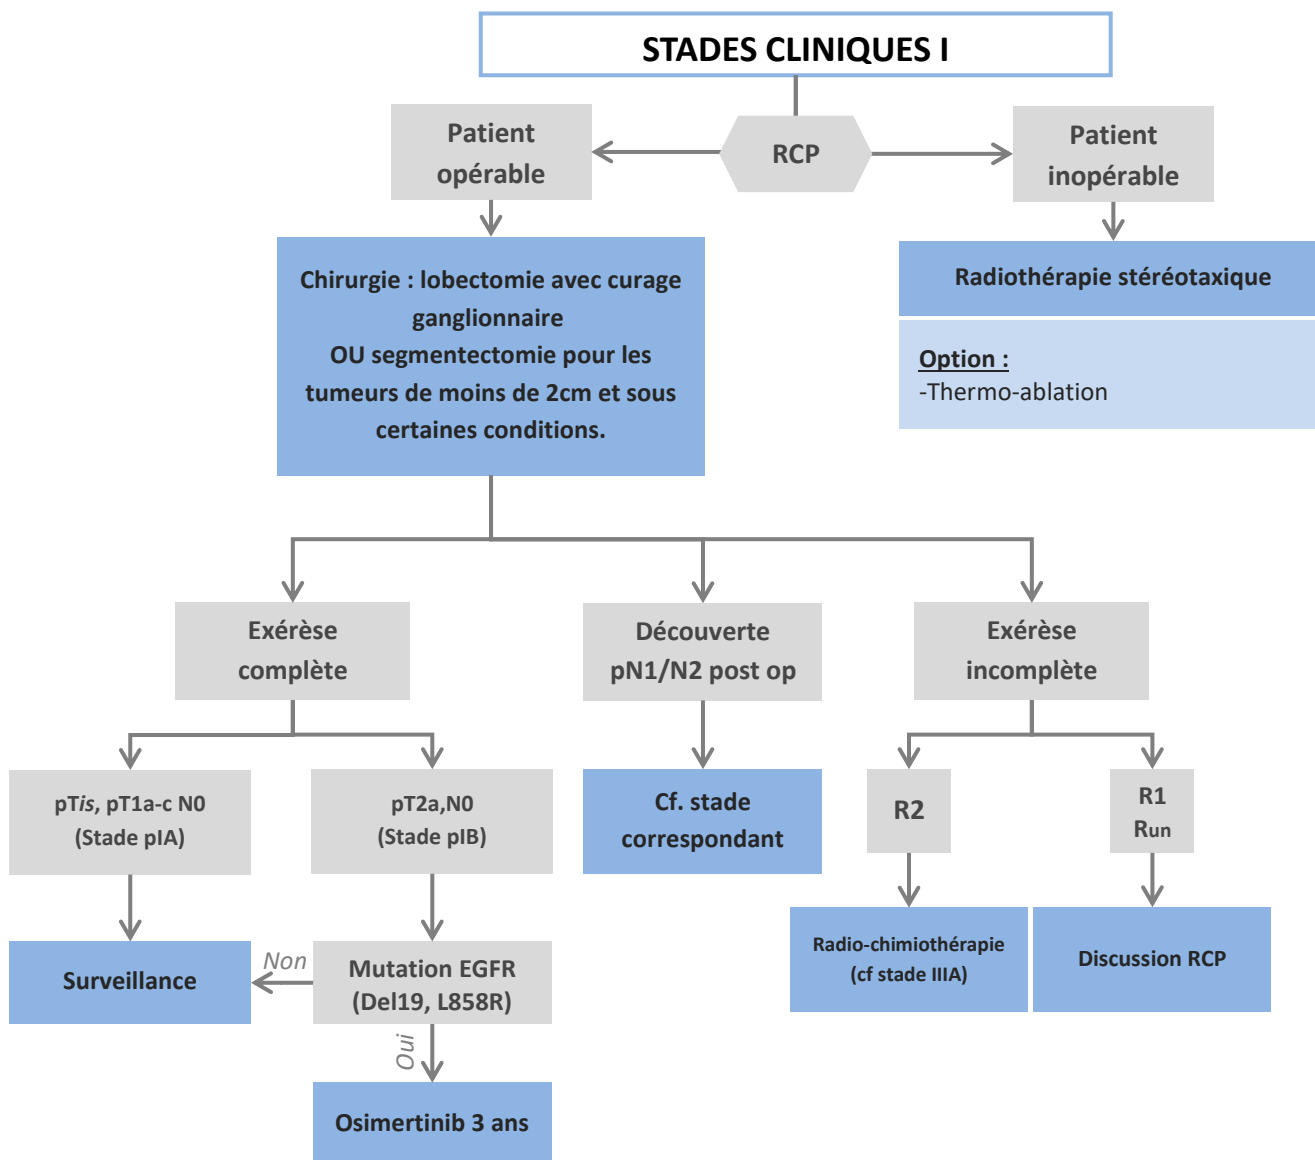 STADES CLINIQUES I
Patient
opérable
RCP
Patient
inopérable
Chirurgie : lobectomie avec curage
ganglionnaire
OU segmentectomie pour les
tumeurs de moins de 2cm et sous
certaines conditions.
Radiothérapie stéréotaxique
Option :
-Thermo-ablation
Exérèse
complète
Découverte
pN1/N2 post op
Exérèse
incomplète
pTis, pT1a-c N0
(Stade pIA)
pT2a,N0
(Stade pIB)
Cf. stade
correspondant
R2
R1
Run
Surveillance
Non
Mutation EGFR
(Del19, L858R)
Radio-chimiothérapie
(cf stade IIIA)
Discussion RCP
Oui
Osimertinib 3 ans